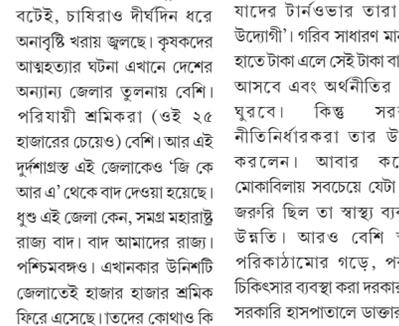 বটেই, চাষিরাও দীর্ঘদিন ধরে
অনাবৃষ্টি খরায় জ্বলছে। কৃষকদের
আত্মহত্যার ঘটনা এখানে দেশের
অন্যান্য জেলার তুলনায় বেশি।
পরিযায়ী শ্রমিকরা (ওই ২৫
হাজারের চেয়েও) বেশি। আর এই
দুর্দশাগ্রস্ত এই জেলাকেও ‘জি কে
আর এ’ থেকে বাদ দেওয়া হয়েছে।
ধুশু এই জেলা কেন, সমগ্র মহারাষ্ট্র
রাজ্য বাদ। বাদ আমাদের রাজ্য।
পশ্চিমবঙ্গও। এখানকার উনিশটি
জেলাতেই হাজার হাজার শ্রমিক
ফিরে এসেছে। তদের কোথাও কি
যাদের টার্নওভার তারা
উদ্যোগী’। গরিব সাধারণ
হাতে টাকা এলে সেই টাকা
আসবে এবং অর্থনীতির
ঘুরবে। কিন্তু
নীতিনির্ধারকরা তার
করলেন। আবার
মোকাবিলায় সবচেয়ে যেটা
জরুরি ছিল তা স্বাস্থ্য
উন্নতি। আরও বেশি
পরিকাঠামোর গড়ে,
চিকিৎসার ব্যবস্থা করা
সরকারি হাসপাতালে